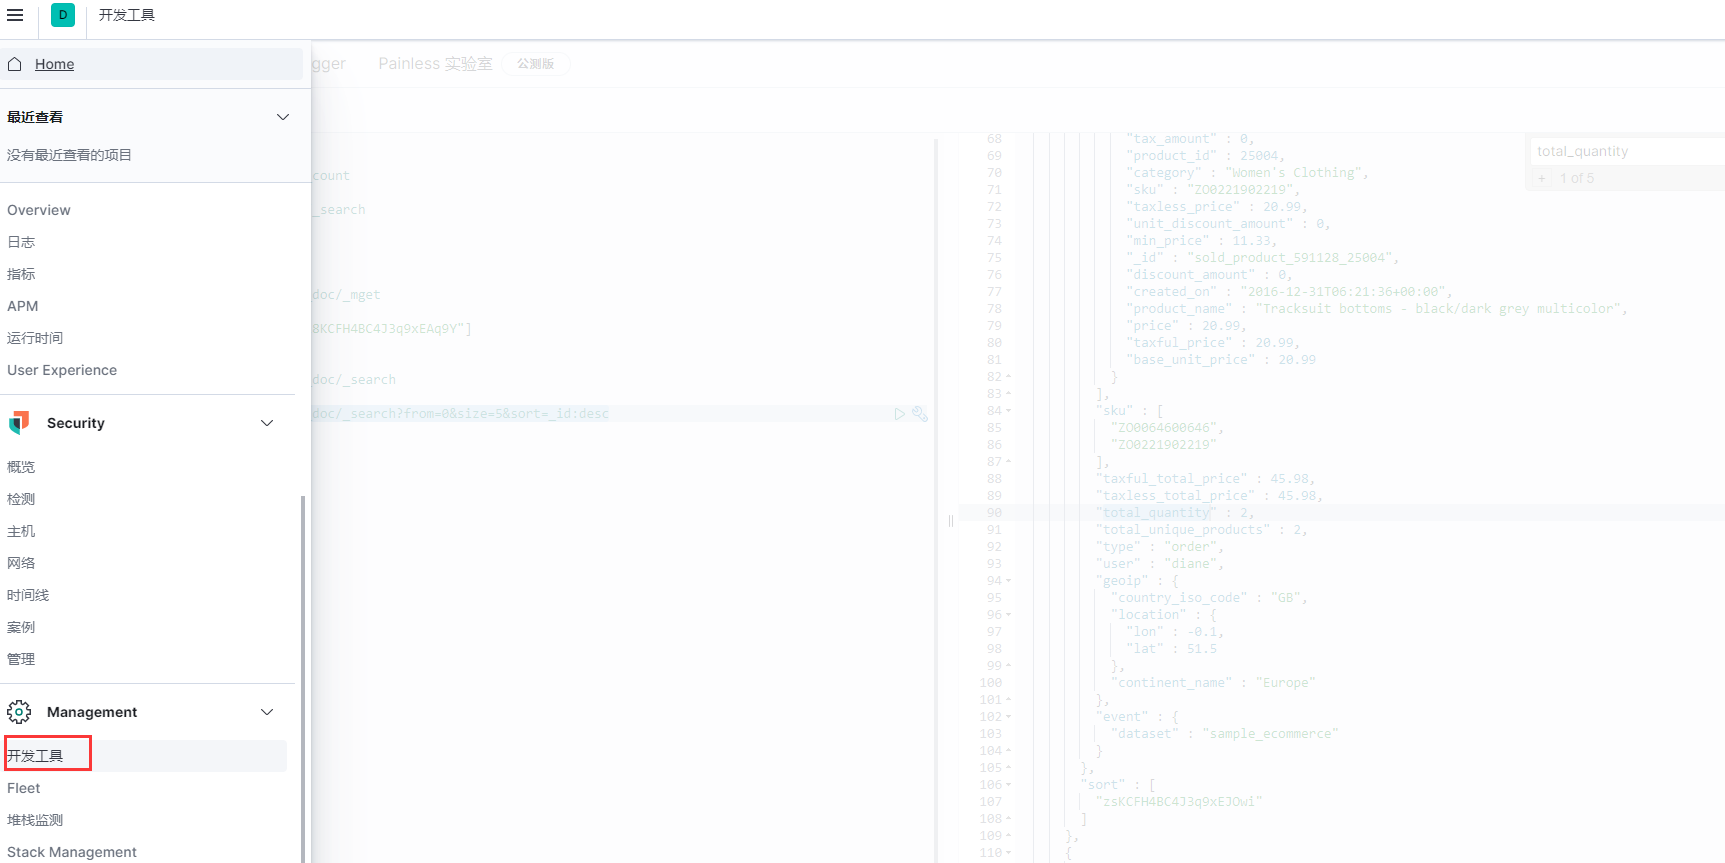 D 开发工具
Home
最近查看
没有最近查看的项目
Overview
日志
指标
APM
运行时间
User Experience
Security
概览
检测
主机
网络
时间线
案例
管理
Management
开发工具
Fleet
堆栈监测
Stack Management
gger Painless 实验室 公测版
count
_search
doc/_mget
8KCFH4BC4J3q9xEAq9Y"]
doc/_search
doc/_search?from=0&size=5&sort=_id:desc
68 "tax_amount" : 0,
69 "product_id" : 25004,
70 "category" : "Women's Clothing",
71 "sku" : "ZO0221902219",
72 "taxless_price" : 20.99,
73 "unit_discount_amount" : 0,
74 "min_price" : 11.33,
75 "_id" : "sold_product_591128_25004",
76 "discount_amount" : 0,
77 "created_on" : "2016-12-31T06:21:36+00:00",
78 "product_name" : "Tracksuit bottoms - black/dark grey multicolor",
79 "price" : 20.99,
80 "taxful_price" : 20.99,
81 "base_unit_price" : 20.99
82 }
83 ],
84 "sku" : [
85 "ZO0064600646",
86 "ZO0221902219"
87 ],
88 "taxful_total_price" : 45.98,
89 "taxless_total_price" : 45.98,
90 "total_quantity" : 2,
91 "total_unique_products" : 2,
92 "type" : "order",
93 "user" : "diane",
94 "geoip" : {
95 "country_iso_code" : "GB",
96 "location" : {
97 "lon" : -0.1,
98 "lat" : 51.5
99 },
100 "continent_name" : "Europe"
101 },
102 "event" : {
103 "dataset" : "sample_ecommerce"
104 }
105 },
106 "sort" : [
107 "zsKCFH4BC4J3q9xEJOwi"
108 ]
109 },
110 {
total_quantity
+ 1 of 5